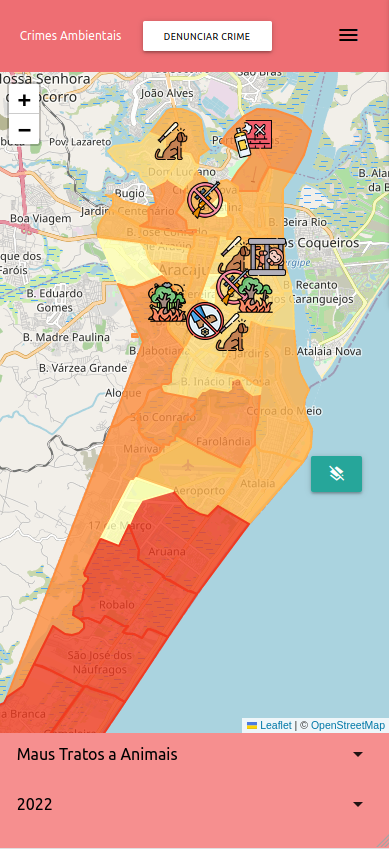 Crimes Ambientais
DENUNCIAR CRIME
Nossa Senhora
do Socorro
São Brás
João Alves
+
-
Pov. Lazareto
Dom Luciano
Bugio
Jardim Centenário
B. Beira Rio
Boa Viagem
B. José Conrado
de Araújo
Os Coqueiros
Aracaju
Recanto
dos Caranguejos
B. Eduardo
Gomes
B. Madre Paulina
B. Jabotiana
Jardins
B. Atalaia Nova
B. Várzea Grande
B. Inácio Barbosa
Aloque
São Conrado
Coroa do Meio
Farolândia
Marivan
Atalaia
Aeroporto
17 de Março
Aruana
Robalo
São José dos
Náufragos
Areia Branca
Leaflet | © OpenStreetMap
Maus Tratos a Animais
2022